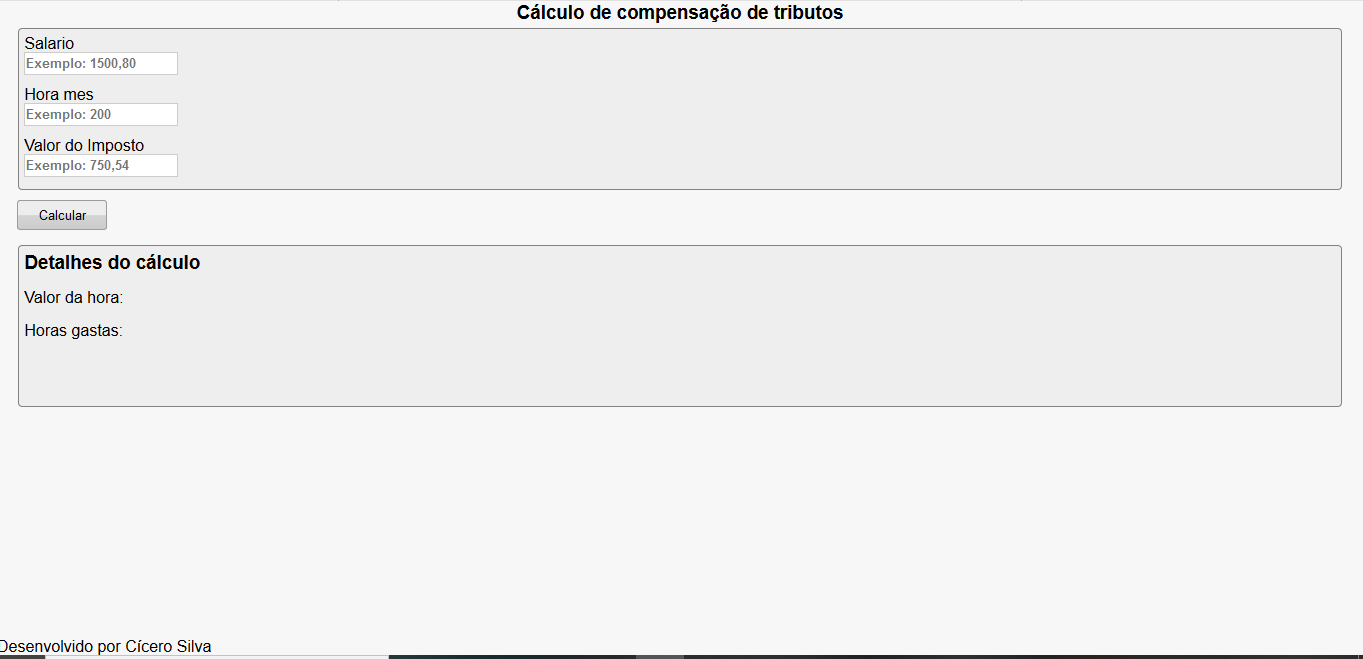 Cálculo de compensação de tributos
Salario
Exemplo: 1500,80
Hora mes
Exemplo: 200
Valor do Imposto
Exemplo: 750,54
Calcular
Detalhes do cálculo
Valor da hora:
Horas gastas:
Desenvolvido por Cícero Silva